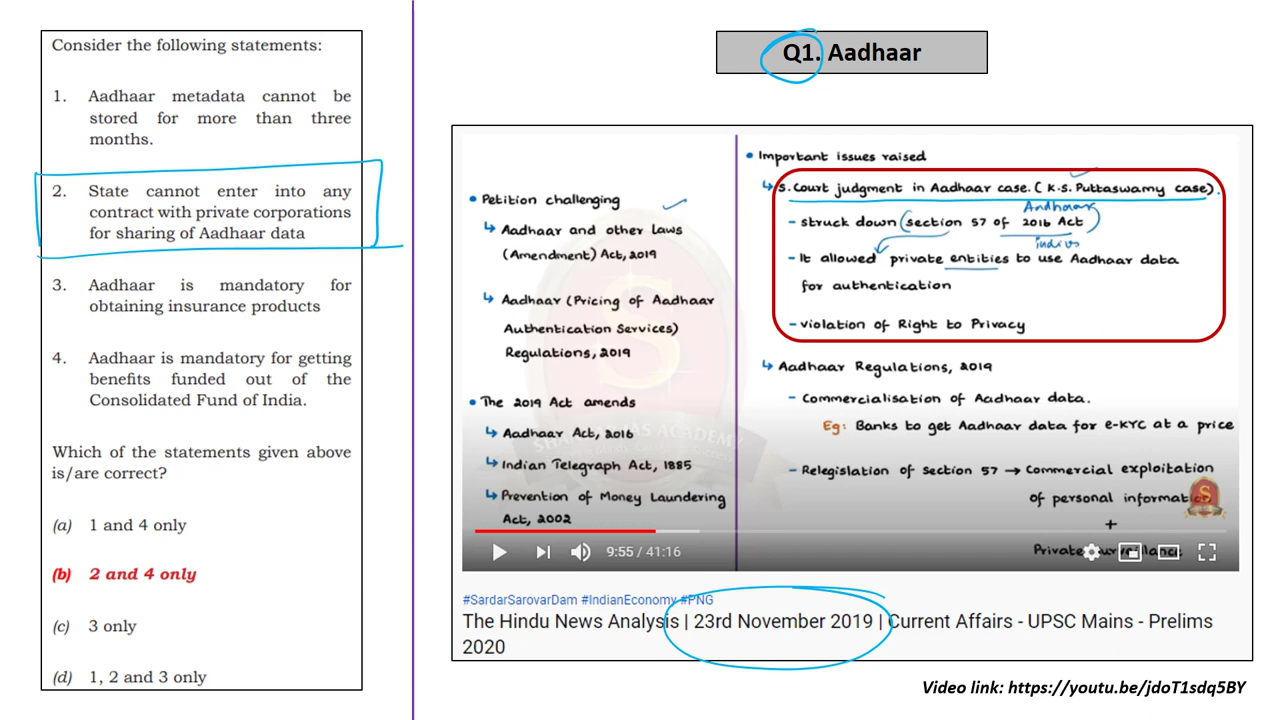 Consider the following statements:
1. Aadhaar metadata cannot be
stored for more than three
months.
2. State cannot enter into any
contract with private corporations
for sharing of Aadhaar data
3. Aadhaar is mandatory for
obtaining insurance products
4. Aadhaar is mandatory for getting
benefits funded out of the
Consolidated Fund of India.
Which of the statements given above
is/are correct?
(a) 1 and 4 only
(b) 2 and 4 only
(c) 3 only
(d) 1, 2 and 3 only
Q1. Aadhaar
• Petition challenging
↳ Aadhaar and other Laws
(Amendment) Act, 2019
↳ Aadhaar (Pricing of Aadhaar
Authentication Services)
Regulations, 2019
• The 2019 Act amends
↳ Aadhaar Act, 2016
↳ Indian Telegraph Act, 1885
↳ Prevention of Money Laundering
Act, 2002
• Important issues raised
↳ S. Court judgment in Aadhaar case. (K.S. Puttaswamy case).
Aadhaar
- struck down (section 57 of 2016 Act)
- It allowed private entities to use Aadhaar data
for authentication
- violation of Right to Privacy
↳ Aadhaar Regulations, 2019
- Commercialisation of Aadhaar data.
Eg: Banks to get Aadhaar data for e-KYC at a price
- Relegislation of section 57 → Commercial exploitation
of personal information
+
Private surveillance
S
9:55 / 41:16
#SardarSarovarDam #IndianEconomy #PNG
The Hindu News Analysis | 23rd November 2019 | Current Affairs - UPSC Mains - Prelims
2020
Video link: https://youtu.be/jdoT1sdq5BY